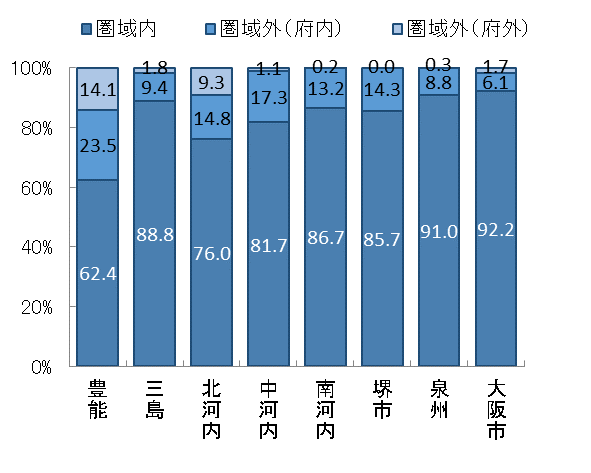 圏域内 圏域外(府内) 圏域外(府外)
100%
80%
60%
40%
20%
0%
14.1 1.8 9.3 1.1 0.2 0.0 0.3 1.7
23.5 9.4 14.8 17.3 13.2 14.3 8.8 6.1
62.4 88.8 76.0 81.7 86.7 85.7 91.0 92.2
豊能
三島
北河内
中河内
南河内
堺市
泉州
大阪市